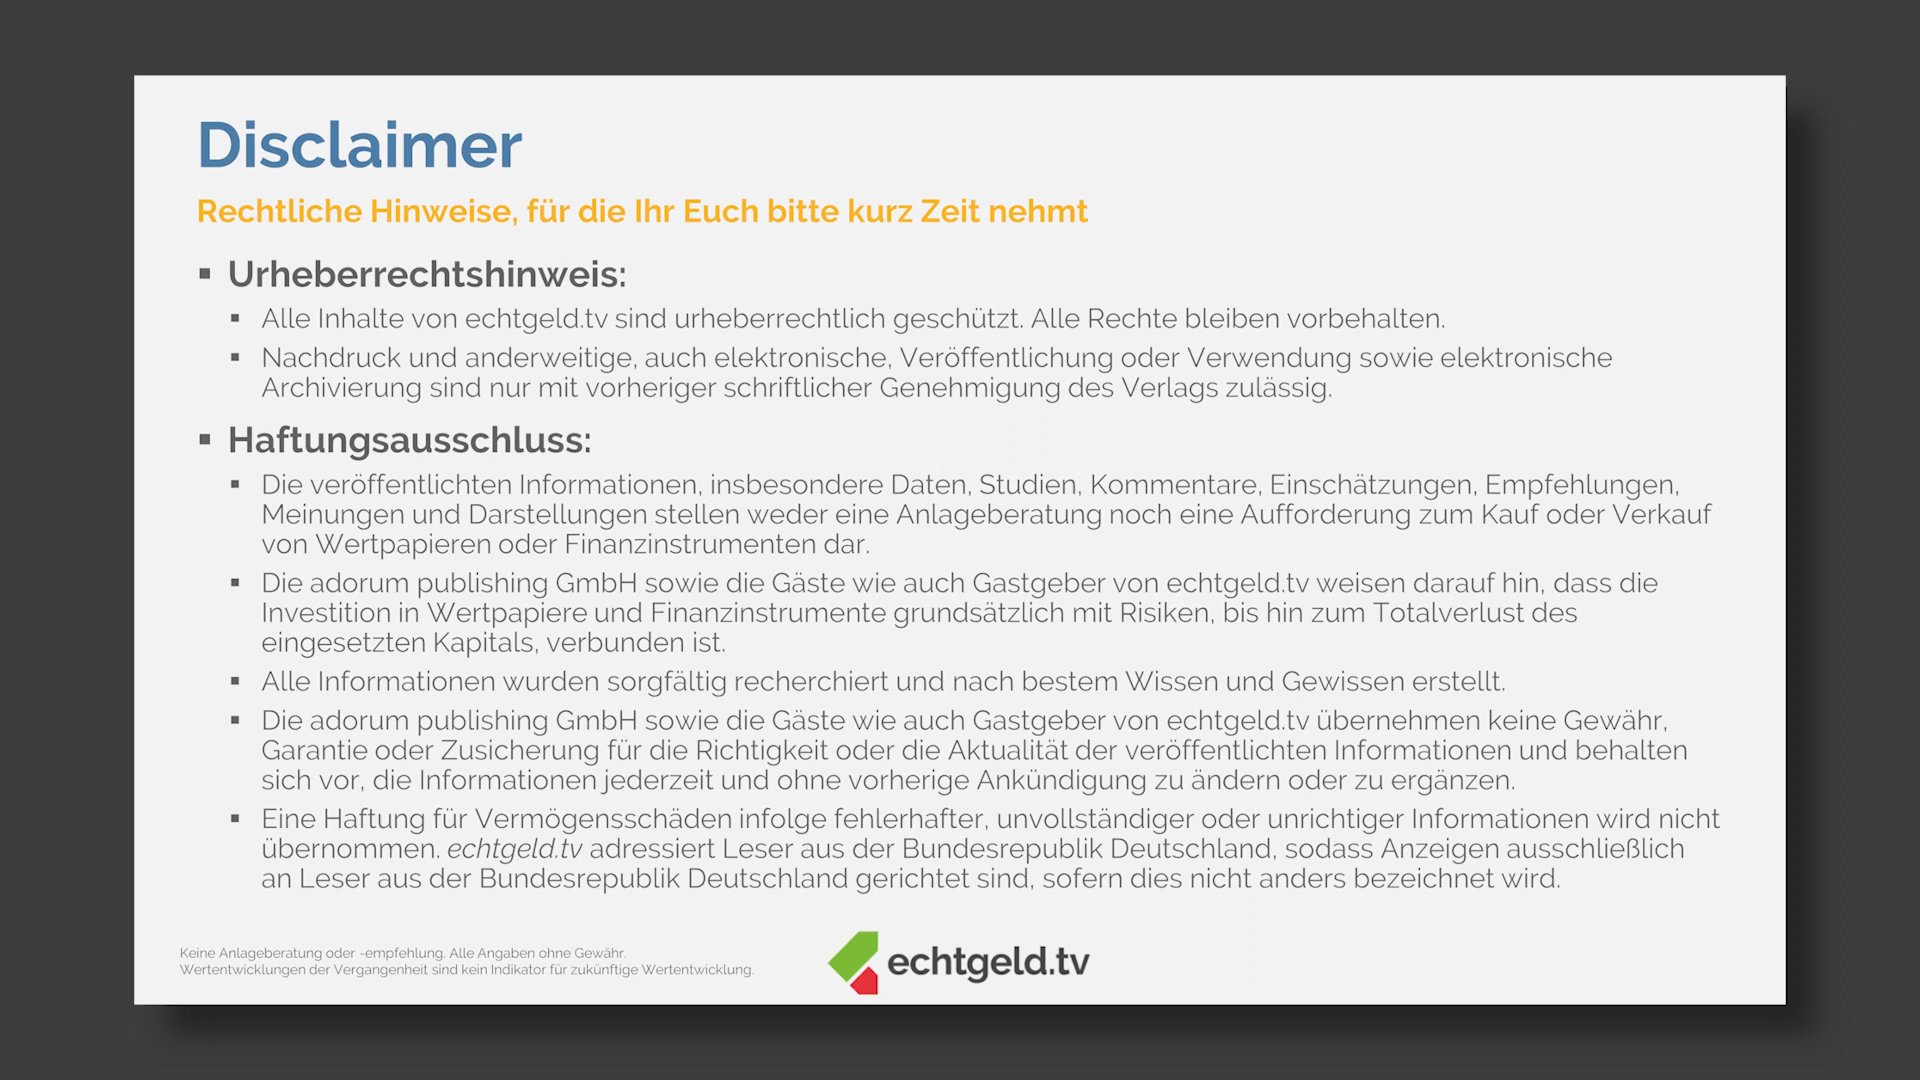 Disclaimer
Rechtliche Hinweise, für die Ihr Euch bitte kurz Zeit nehmt
▪ Urheberrechtshinweis:
▪ Alle Inhalte von echtgeld.tv sind urheberrechtlich geschützt. Alle Rechte bleiben vorbehalten.
▪ Nachdruck und anderweitige, auch elektronische, Veröffentlichung oder Verwendung sowie elektronische
Archivierung sind nur mit vorheriger schriftlicher Genehmigung des Verlags zulässig.
▪ Haftungsausschluss:
▪ Die veröffentlichten Informationen, insbesondere Daten, Studien, Kommentare, Einschätzungen, Empfehlungen,
Meinungen und Darstellungen stellen weder eine Anlageberatung noch eine Aufforderung zum Kauf oder Verkauf
von Wertpapieren oder Finanzinstrumenten dar.
▪ Die adorum publishing GmbH sowie die Gäste wie auch Gastgeber von echtgeld.tv weisen darauf hin, dass die
Investition in Wertpapiere und Finanzinstrumente grundsätzlich mit Risiken, bis hin zum Totalverlust des
eingesetzten Kapitals, verbunden ist.
▪ Alle Informationen wurden sorgfältig recherchiert und nach bestem Wissen und Gewissen erstellt.
▪ Die adorum publishing GmbH sowie die Gäste wie auch Gastgeber von echtgeld.tv übernehmen keine Gewähr,
Garantie oder Zusicherung für die Richtigkeit oder die Aktualität der veröffentlichten Informationen und behalten
sich vor, die Informationen jederzeit und ohne vorherige Ankündigung zu ändern oder zu ergänzen.
▪ Eine Haftung für Vermögensschäden infolge fehlerhafter, unvollständiger oder unrichtiger Informationen wird nicht
übernommen. echtgeld.tv adressiert Leser aus der Bundesrepublik Deutschland, sodass Anzeigen ausschließlich
an Leser aus der Bundesrepublik Deutschland gerichtet sind, sofern dies nicht anders bezeichnet wird.
Keine Anlageberatung oder -empfehlung. Alle Angaben ohne Gewähr.
Wertentwicklungen der Vergangenheit sind kein Indikator für zukünftige Wertentwicklung.
echtgeld.tv